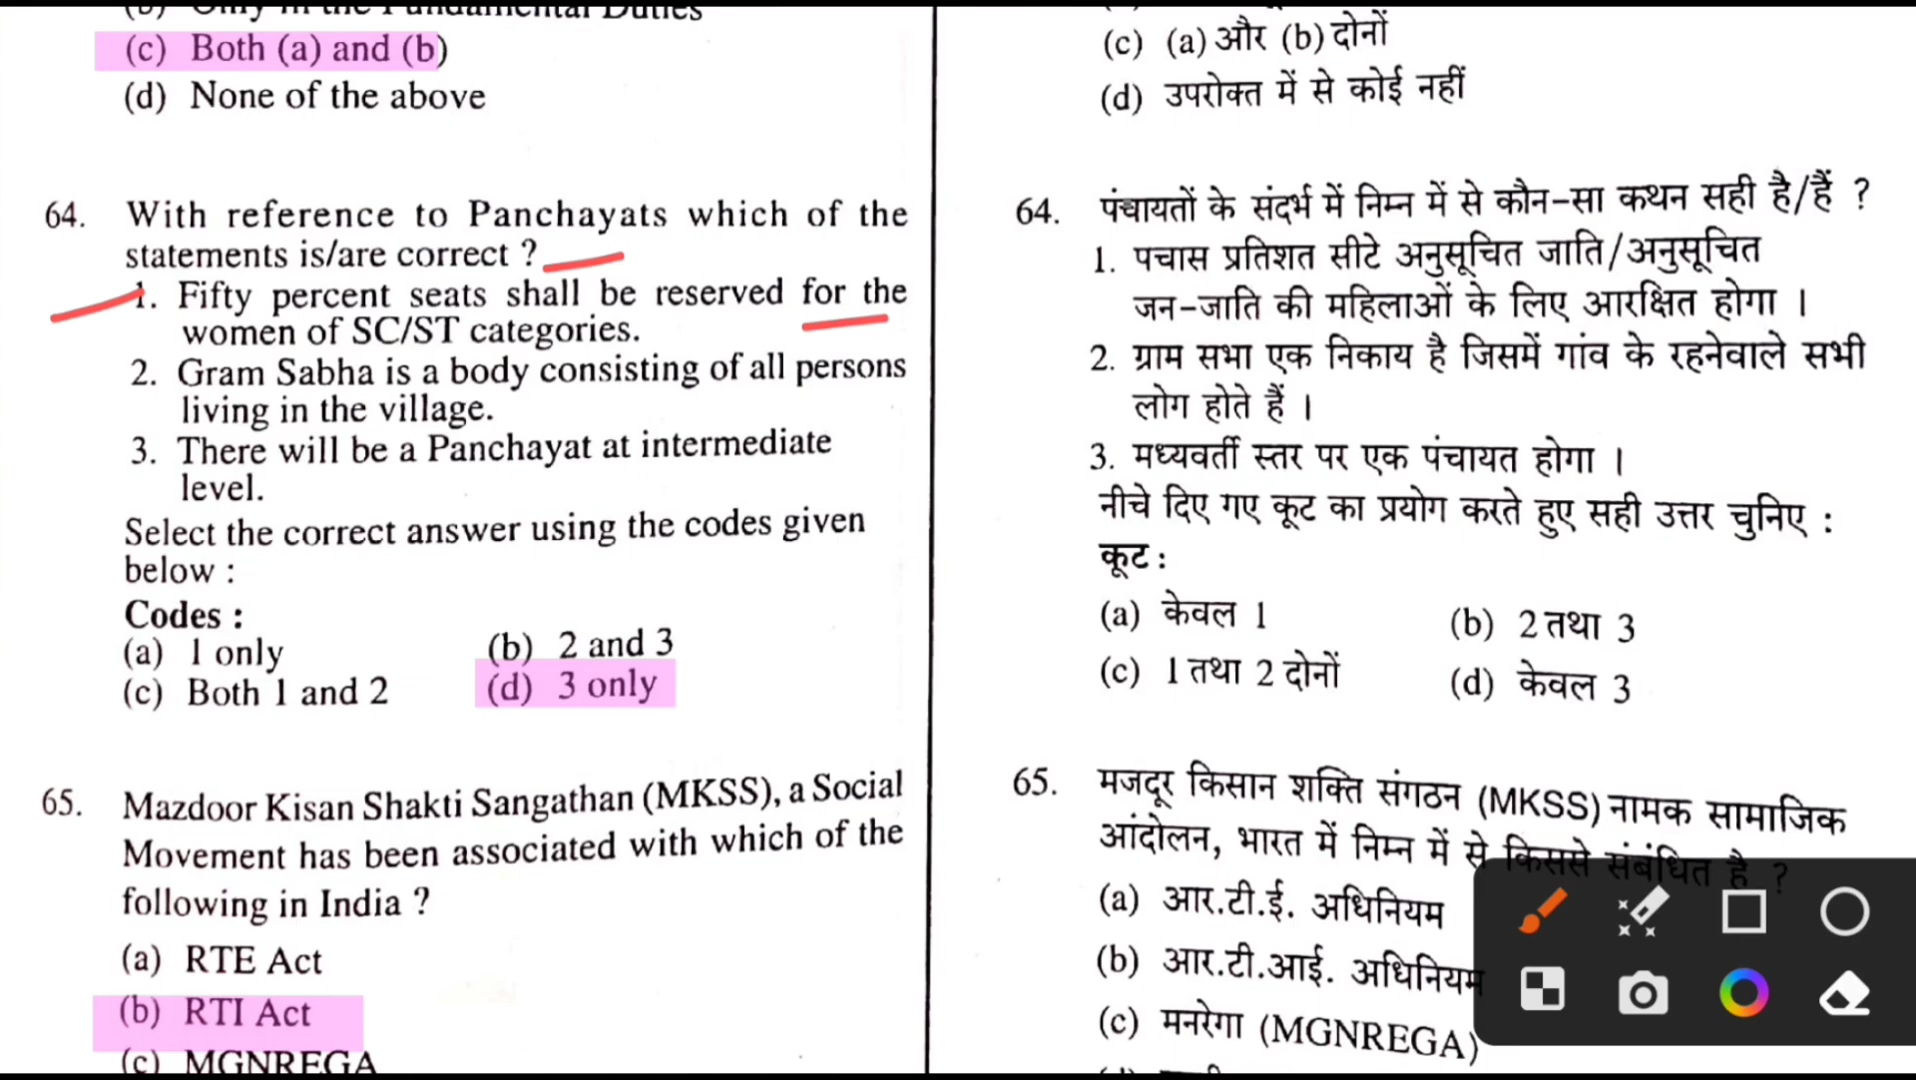 (b) Only in the Fundamental Duties
(c) Both (a) and (b)
(d) None of the above
64. With reference to Panchayats which of the
statements is/are correct ?
1. Fifty percent seats shall be reserved for the
women of SC/ST categories.
2. Gram Sabha is a body consisting of all persons
living in the village.
3. There will be a Panchayat at intermediate
level.
Select the correct answer using the codes given
below :
Codes :
(a) 1 only (b) 2 and 3
(c) Both 1 and 2 (d) 3 only
65. Mazdoor Kisan Shakti Sangathan (MKSS), a Social
Movement has been associated with which of the
following in India ?
(a) RTE Act
(b) RTI Act
(c) MGNREGA
(c) (a) और (b) दोनों
(d) उपरोक्त में से कोई नहीं
64. पंचायतों के संदर्भ में निम्न में से कौन-सा कथन सही है/हैं ?
1. पचास प्रतिशत सीटे अनुसूचित जाति/अनुसूचित
जन-जाति की महिलाओं के लिए आरक्षित होगा ।
2. ग्राम सभा एक निकाय है जिसमें गांव के रहनेवाले सभी
लोग होते हैं ।
3. मध्यवर्ती स्तर पर एक पंचायत होगा ।
नीचे दिए गए कूट का प्रयोग करते हुए सही उत्तर चुनिए :
कूट :
(a) केवल 1 (b) 2 तथा 3
(c) 1 तथा 2 दोनों (d) केवल 3
65. मजदूर किसान शक्ति संगठन (MKSS) नामक सामाजिक
आंदोलन, भारत में निम्न में से किससे संबंधित है ?
(a) आर.टी.ई. अधिनियम
(b) आर.टी.आई. अधिनियम
(c) मनरेगा (MGNREGA)